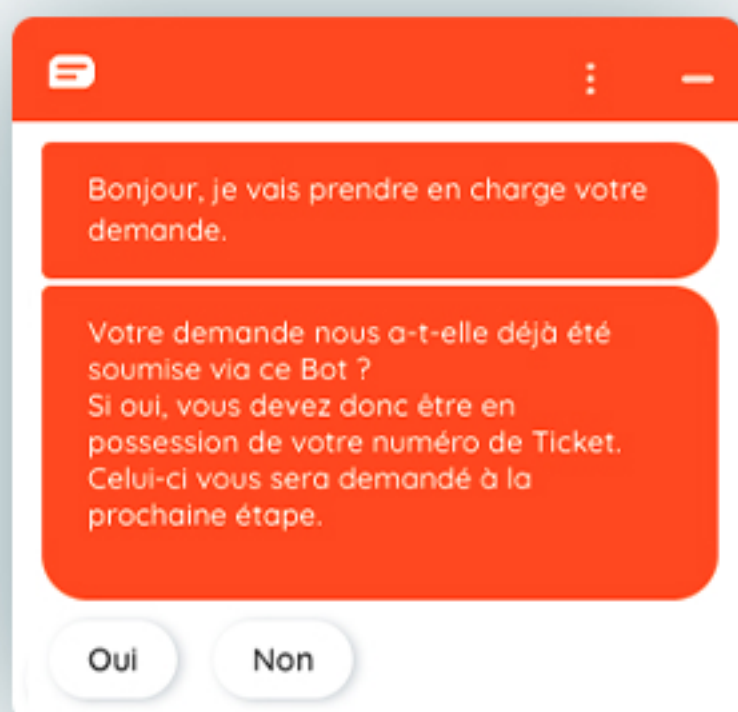 Bonjour, je vais prendre en charge votre
demande.
Votre demande nous a-t-elle déjà été
soumise via ce Bot ?
Si oui, vous devez donc être en
possession de votre numéro de Ticket.
Celui-ci vous sera demandé à la
prochaine étape.
Oui
Non